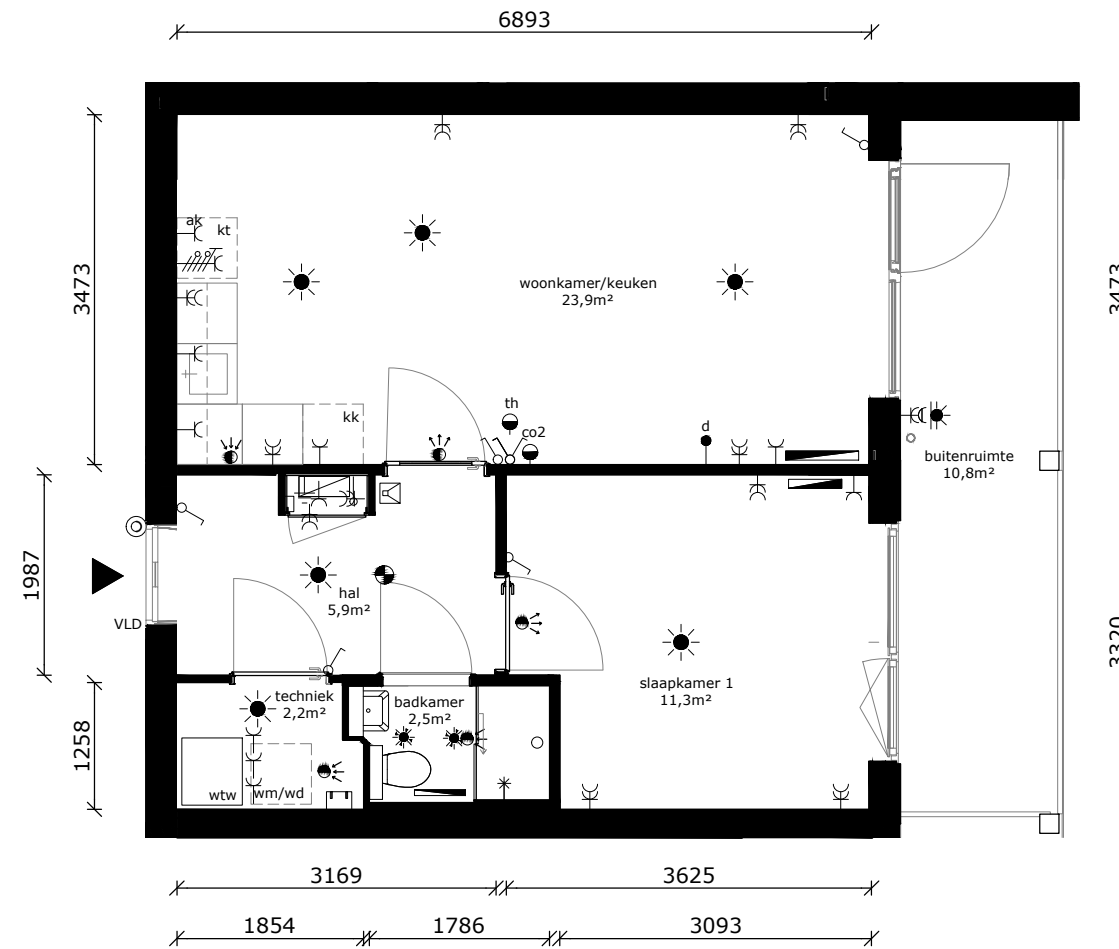 6893
ak
kt
3473
woonkamer/keuken
23,9m²
3473
th
kk
co2
d
buitenruimte
10,8m²
1987
hal
5,9m²
VLD
3320
slaapkamer 1
11,3m²
techniek
2,2m²
badkamer
2,5m²
1258
wtw
wm/wd
3169
3625
1854
1786
3093